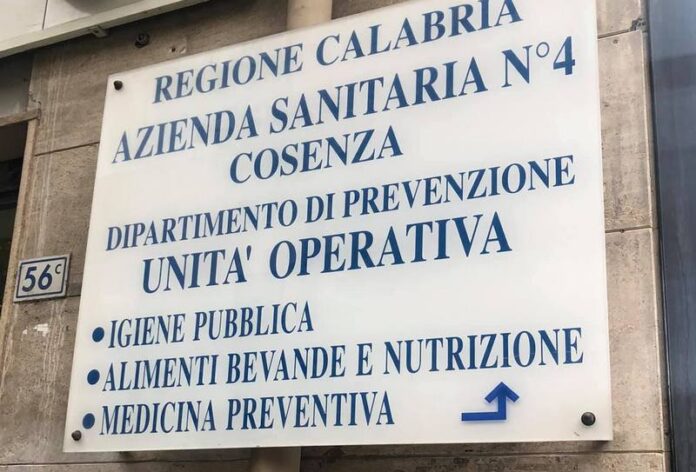 REGIONE CALABRIA
AZIENDA SANITARIA N°4
COSENZA
DIPARTIMENTO DI PREVENZIONE
UNITA' OPERATIVA
• IGIENE PUBBLICA
• ALIMENTI BEVANDE E NUTRIZIONE
• MEDICINA PREVENTIVA
56C